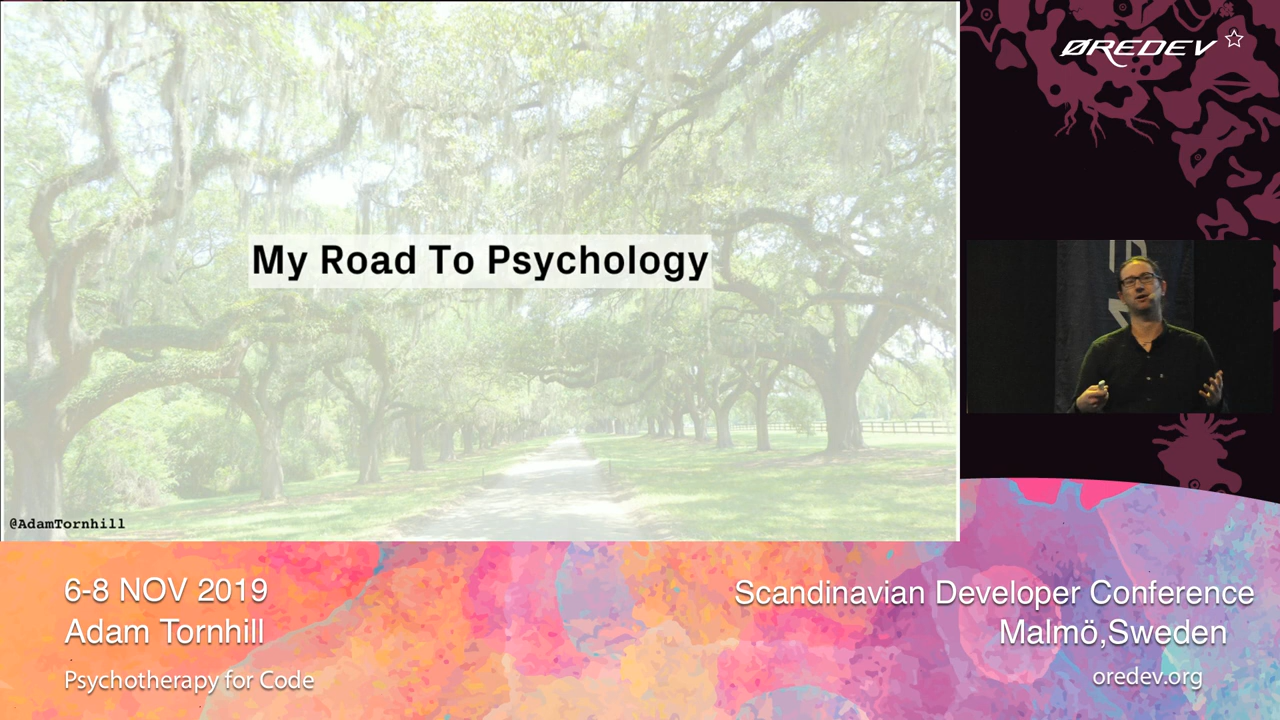 My Road To Psychology
@AdamTornhill
ØREDEV
6-8 NOV 2019
Adam Tornhill
Psychotherapy for Code
Scandinavian Developer Conference
Malmö,Sweden
oredev.org